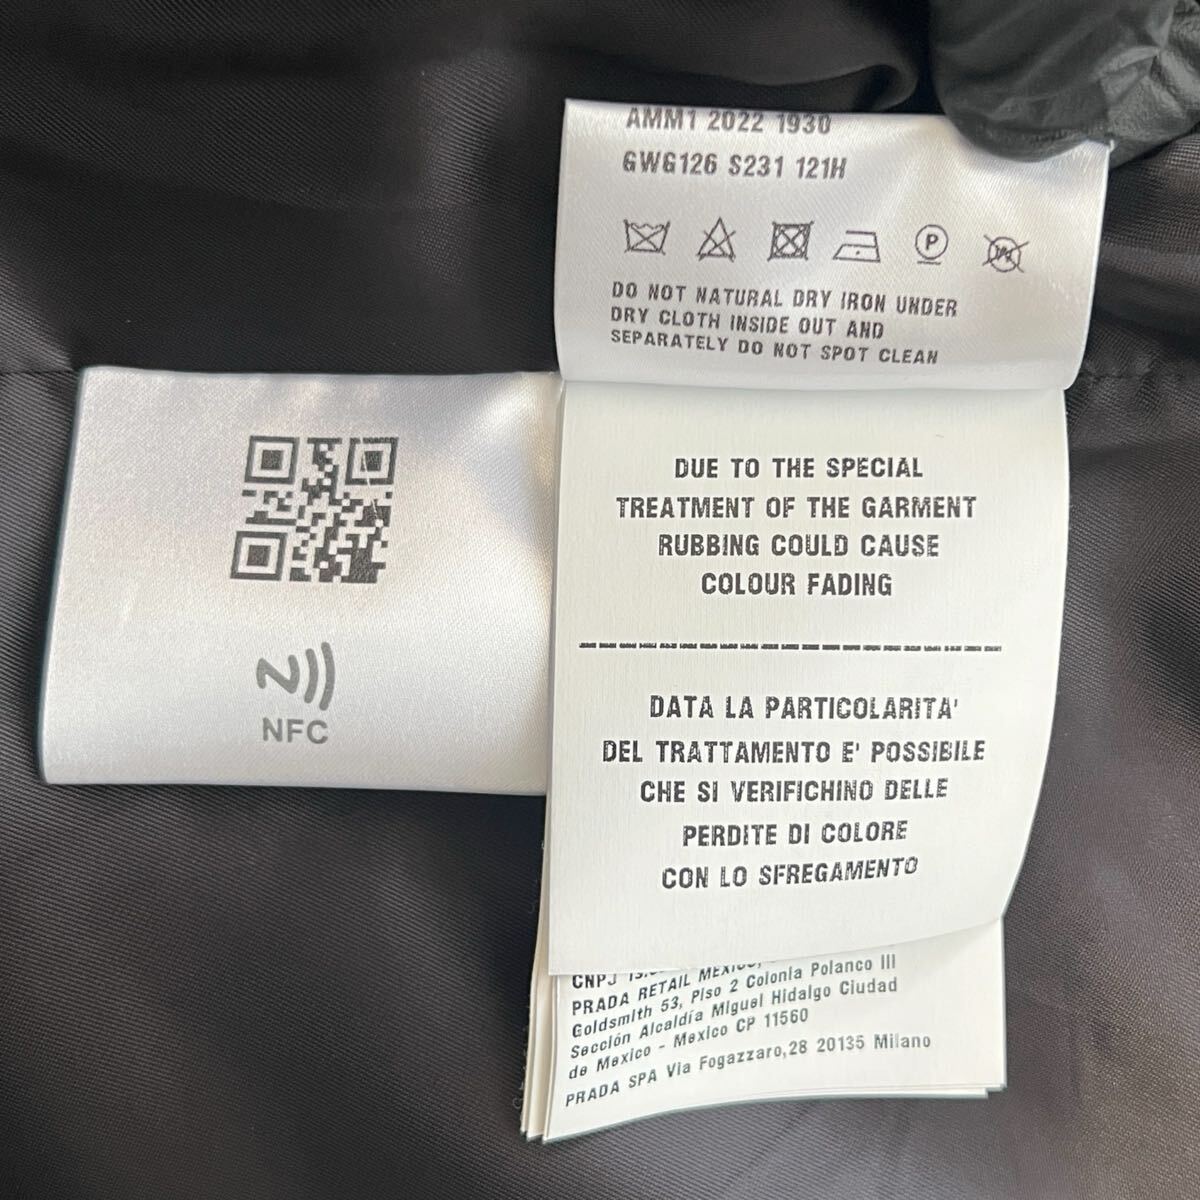 AMM1 2022 1930
GWG126 S231 121H
P
W
DO NOT NATURAL DRY IRON UNDER
DRY CLOTH INSIDE OUT AND
SEPARATELY DO NOT SPOT CLEAN
NFC
DUE TO THE SPECIAL
TREATMENT OF THE GARMENT
RUBBING COULD CAUSE
COLOUR FADING
DATA LA PARTICOLARITA'
DEL TRATTAMENTO E' POSSIBILE
CHE SI VERIFICHINO DELLE
PERDITE DI COLORE
CON LO SFREGAMENTO
CNPJ
PRADA RETAIL MEXICO,
Goldsmith 53, Piso 2 Colonia Polanco III
Sección Alcaldía Miguel Hidalgo Ciudad
de Mexico - Mexico CP 11560
PRADA SPA Via Fogazzaro,28 20135 Milano